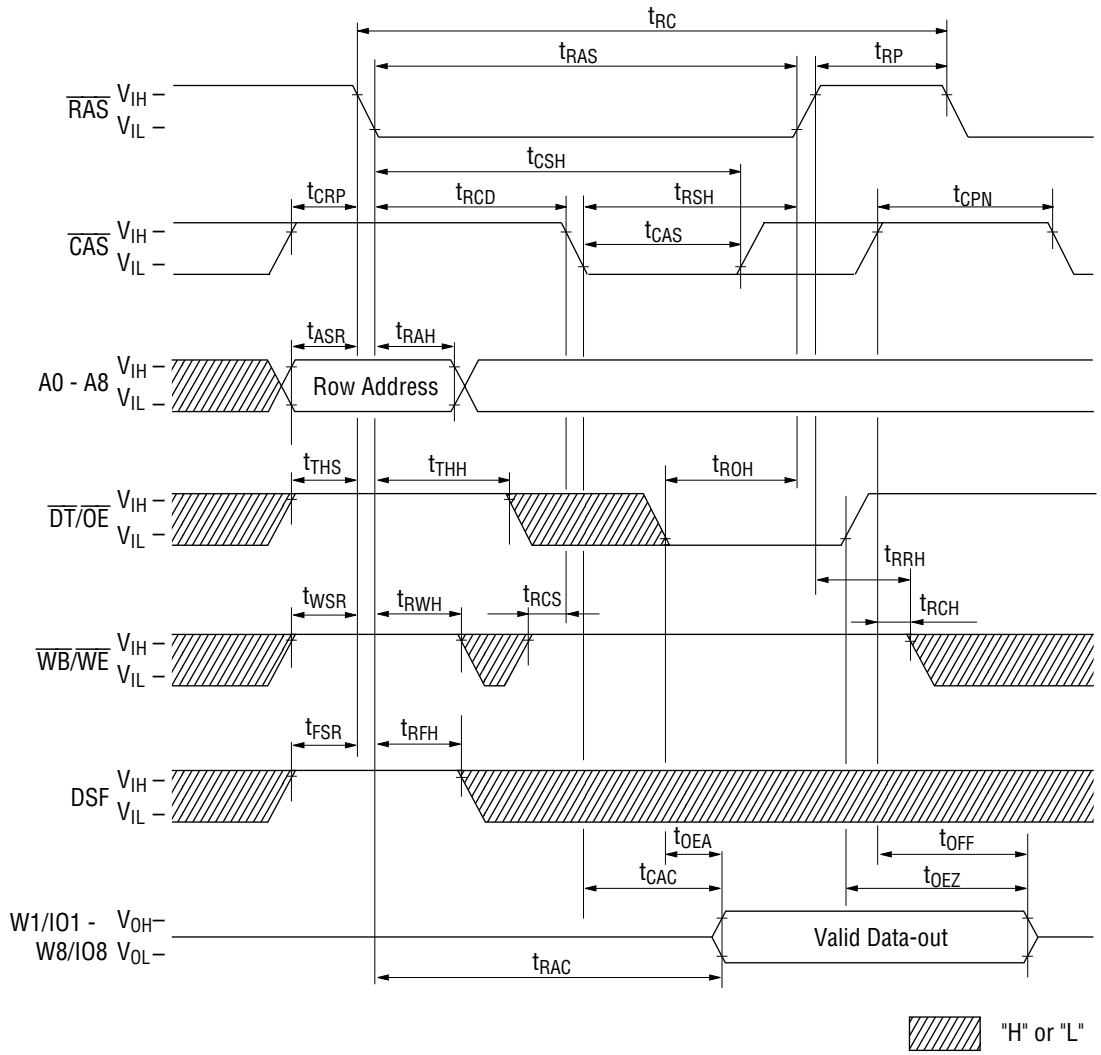 tRC
tRAS
tRP
RAS
VIH
VIL
tCSH
tCRP
tRCD
tRSH
tCPN
CAS
VIH
VIL
tCAS
tASR
tRAH
A0 - A8
VIH
VIL
Row Address
tTHS
tTHH
tROH
DT/OE
VIH
VIL
tRRH
tWSR
tRWH
tRCS
tRCH
WB/WE
VIH
VIL
tFSR
tRFH
DSF
VIH
VIL
tOEA
tOFF
tCAC
tOEZ
W1/IO1 -
W8/IO8
VOH
VOL
Valid Data-out
tRAC
"H" or "L"